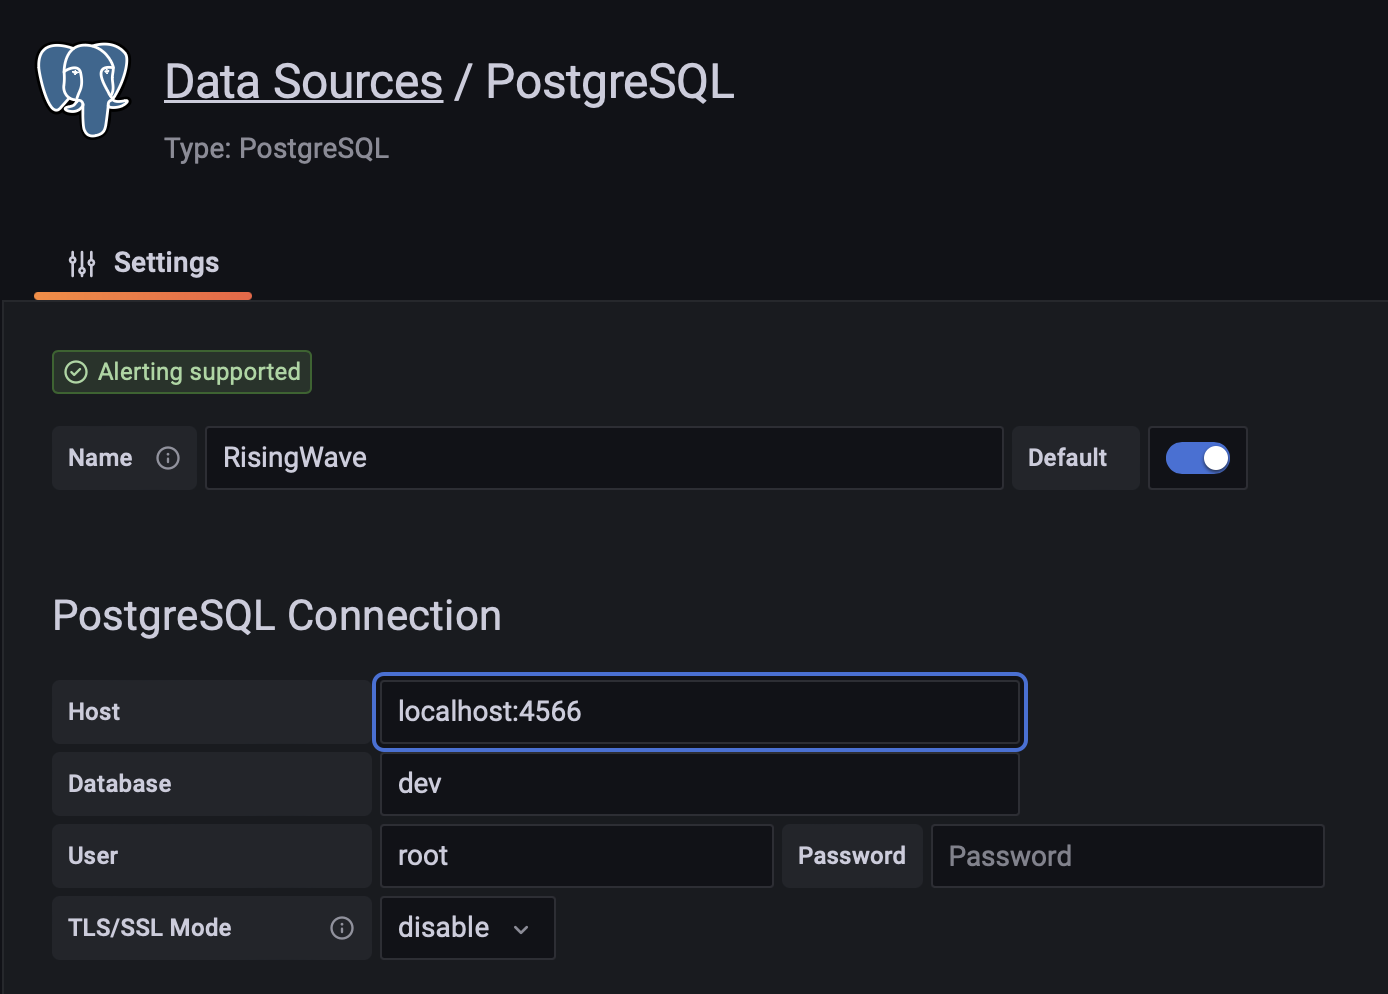 Data Sources / PostgreSQL
Type: PostgreSQL
Settings
Alerting supported
Name RisingWave Default
PostgreSQL Connection
Host localhost:4566
Database dev
User root Password Password
TLS/SSL Mode disable